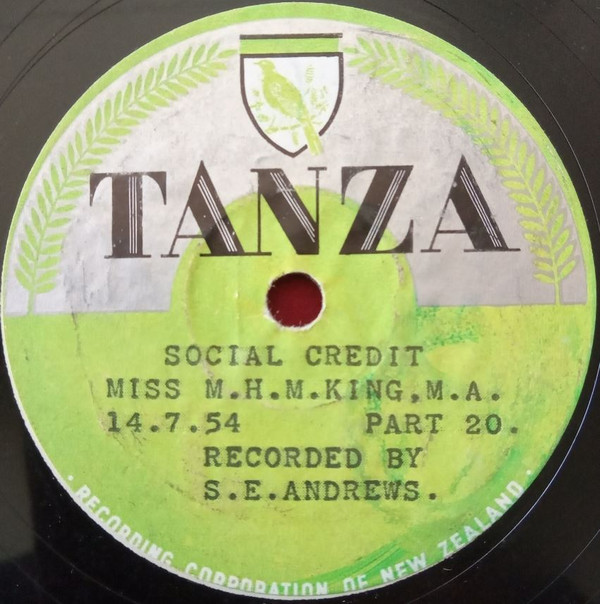 TANZA
SOCIAL CREDIT
MISS M.H.M.KING,M.A.
14.7.54 PART 20.
RECORDED BY
S.E.ANDREWS.
· RECORDING CORPORATION OF NEW ZEALAND ·